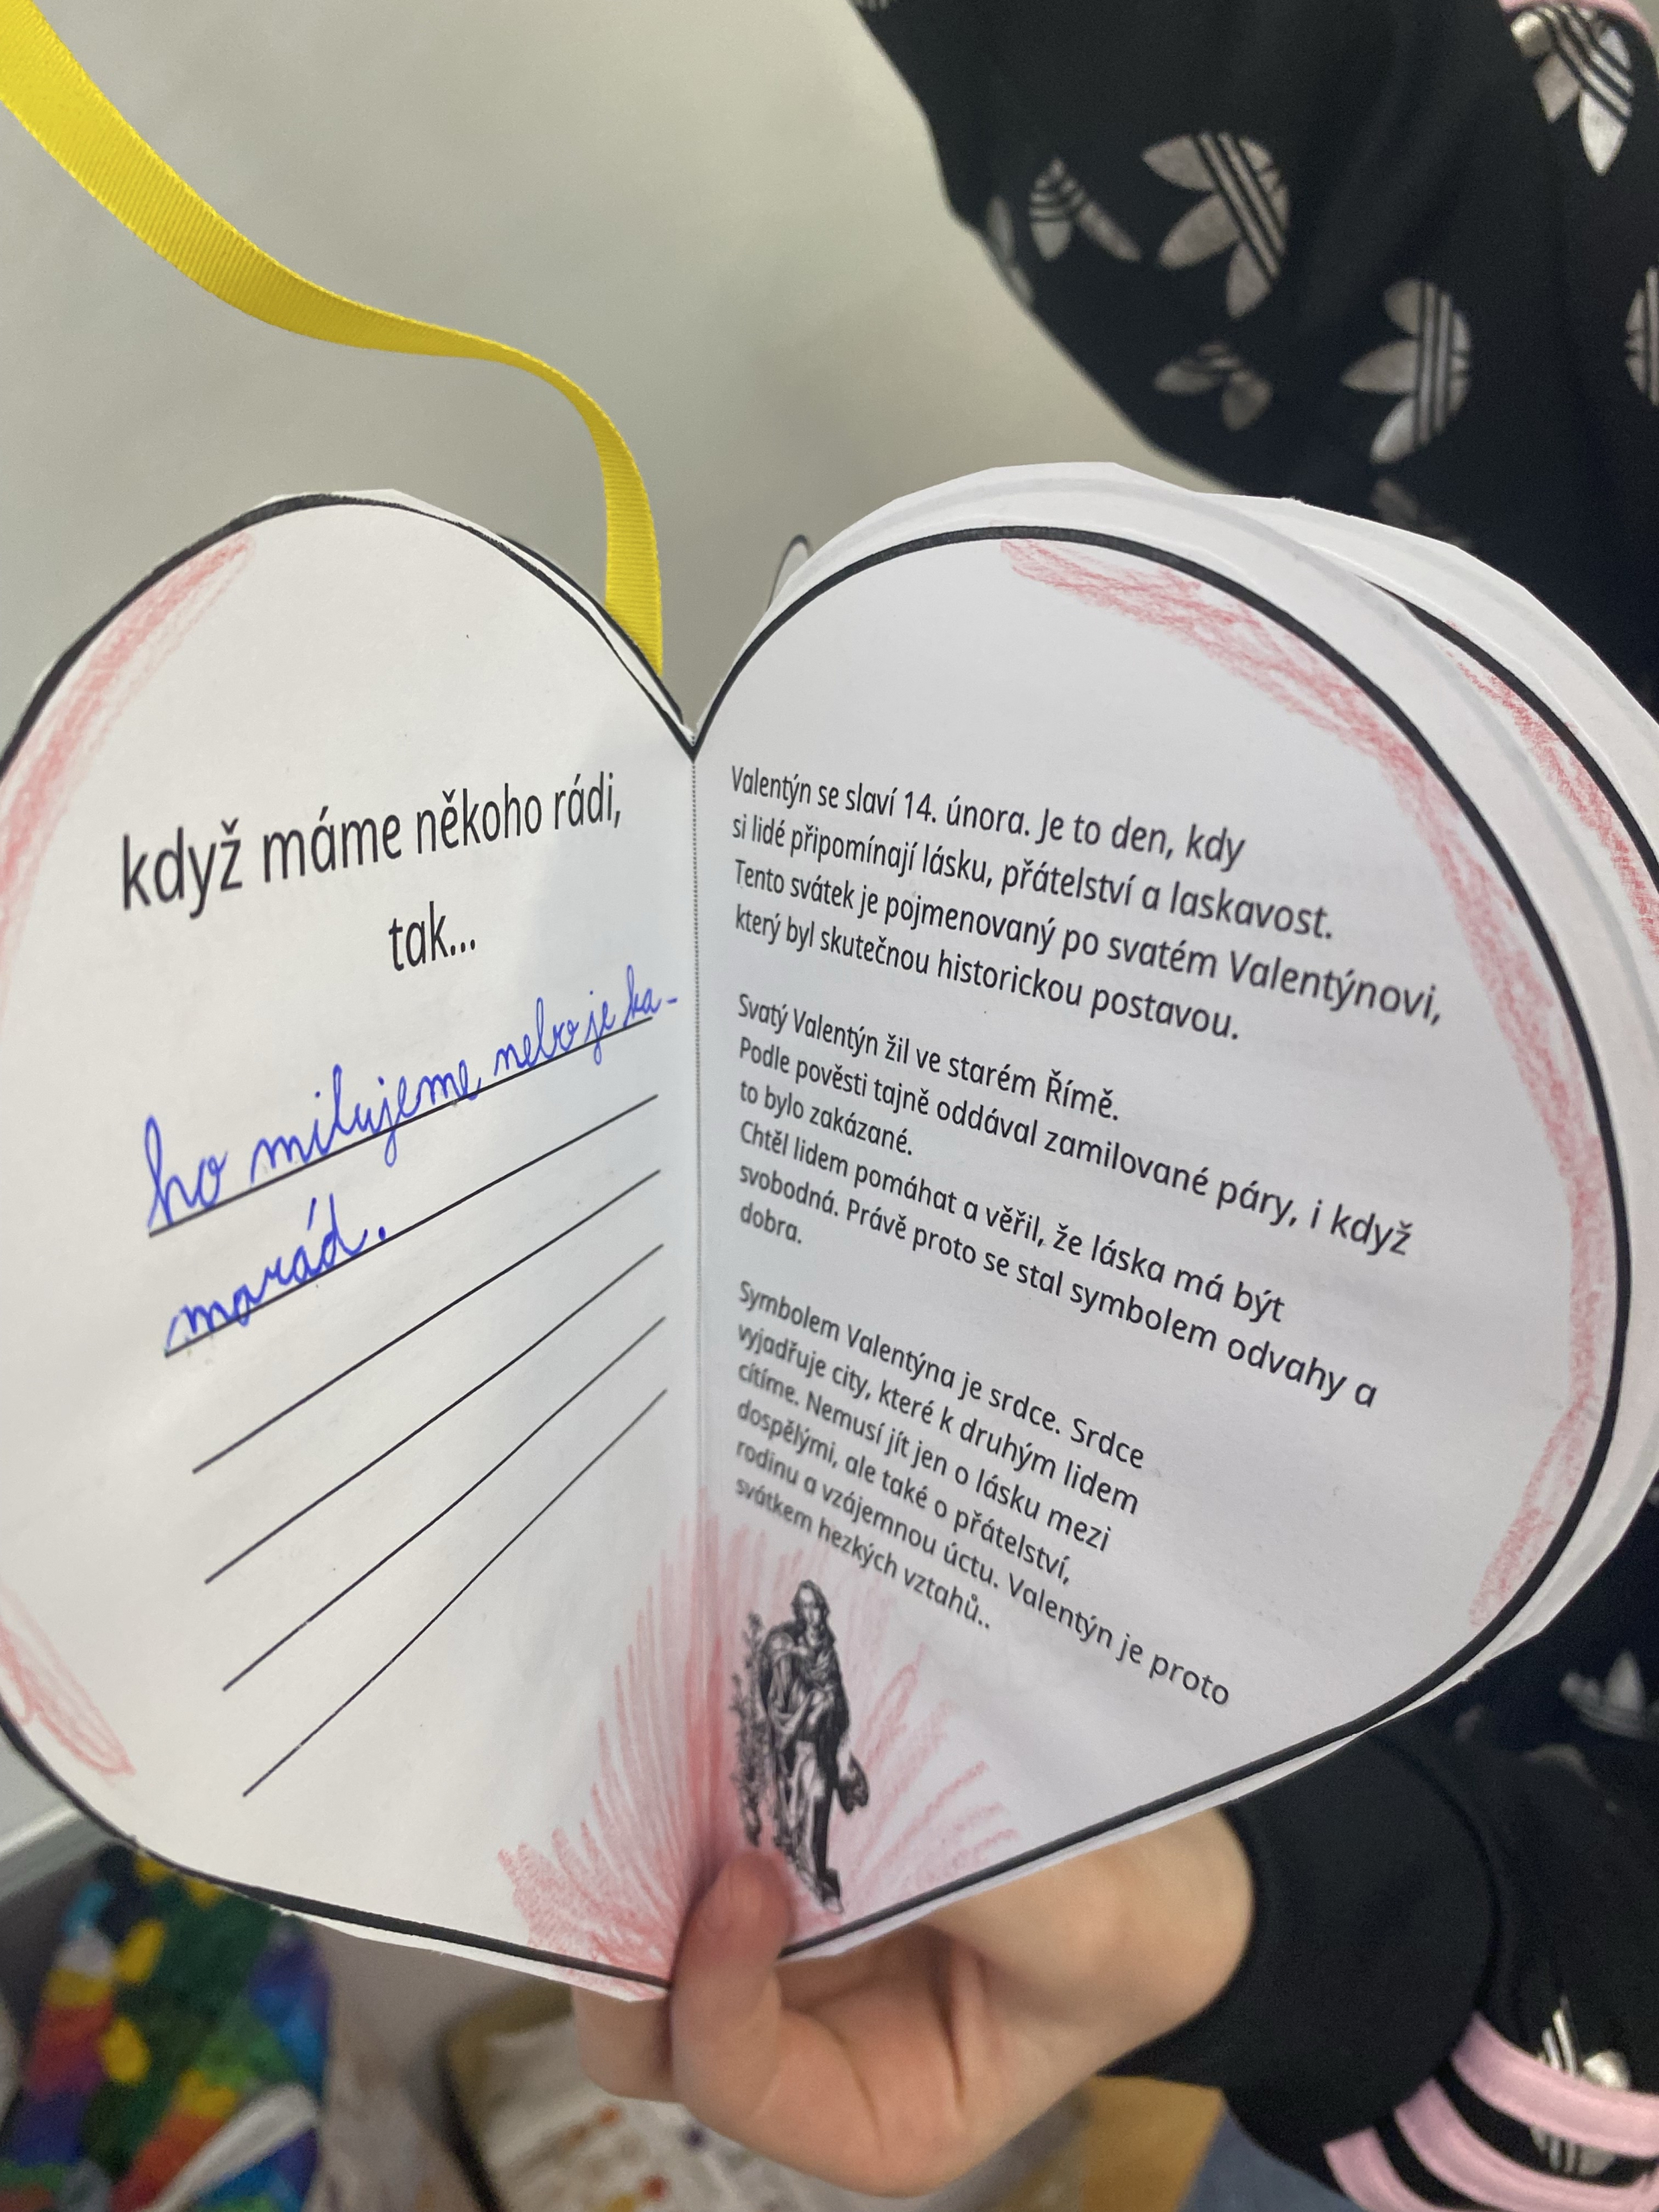 když máme někoho rádi,
tak...
ho milujeme nebo je ka-
marád.
Valentýn se slaví 14. února. Je to den, kdy
si lidé připomínají lásku, přátelství a laskavost.
Tento svátek je pojmenovaný po svatém Valentýnovi,
který byl skutečnou historickou postavou.
Svatý Valentýn žil ve starém Římě.
Podle pověsti tajně oddával zamilované páry, i když
to bylo zakázané.
Chtěl lidem pomáhat a věřil, že láska má být
svobodná. Právě proto se stal symbolem odvahy a
dobra.
Symbolem Valentýna je srdce. Srdce
vyjadřuje city, které k druhým lidem
cítíme. Nemusí jít jen o lásku mezi
dospělými, ale také o přátelství,
rodinu a vzájemnou úctu. Valentýn je proto
svátkem hezkých vztahů..